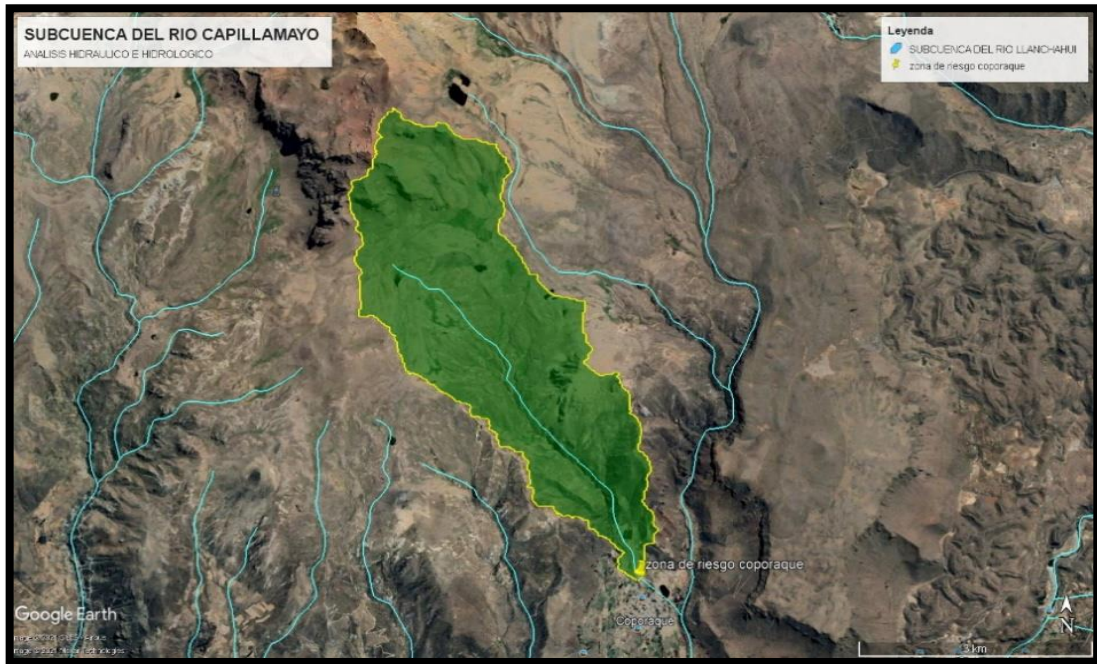 SUBCUENCA DEL RIO CAPILLAMAYO
ANALISIS HIDRAULICO E HIDROLOGICO
Leyenda
SUBCUENCA DEL RIO LLANCHAHUI
zona de riesgo coporaque
zona de riesgo coporaque
Coporaque
Google Earth
N
3 km